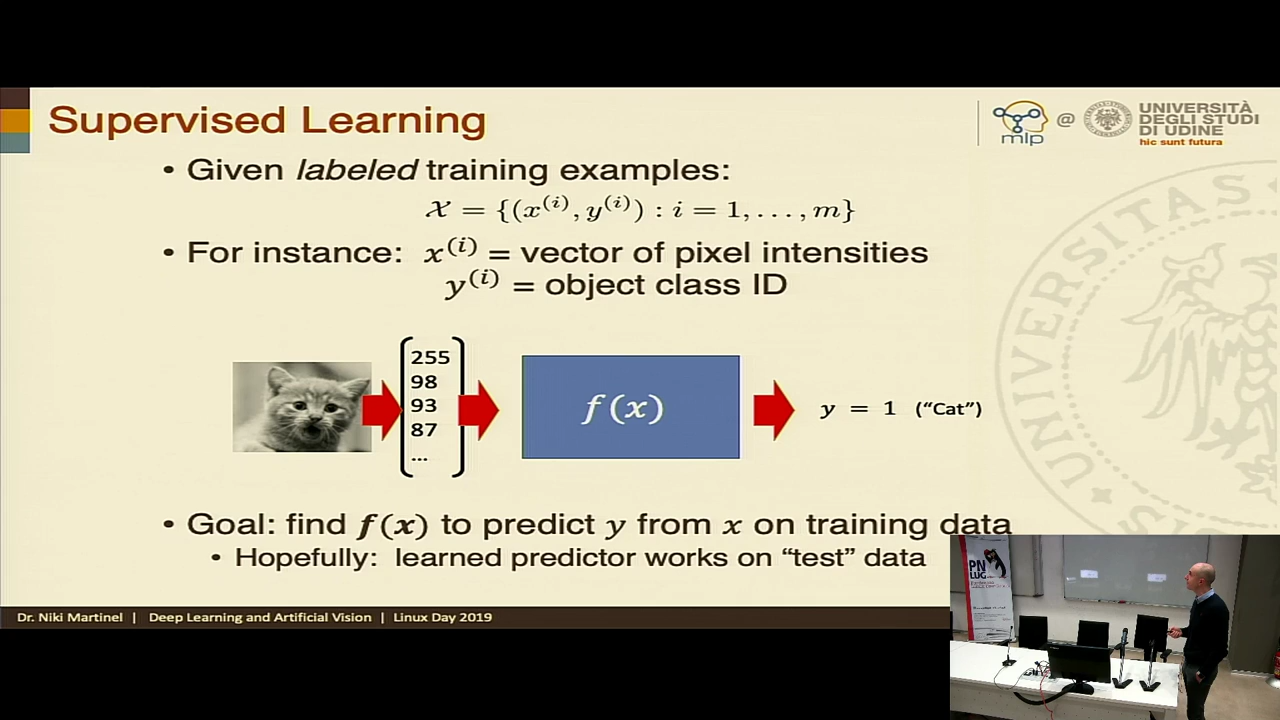 Supervised Learning
mlp
@
UNIVERSITÀ
DEGLI STUDI
DI UDINE
hic sunt futura
• Given labeled training examples:
𝒳 = {(x⁽ⁱ⁾, y⁽ⁱ⁾) : i = 1, . . . , m}
• For instance: x⁽ⁱ⁾ = vector of pixel intensities
y⁽ⁱ⁾ = object class ID
255
98
93
87
...
f(x)
y = 1 ("Cat")
• Goal: find f(x) to predict y from x on training data
• Hopefully: learned predictor works on "test" data
Dr. Niki Martinel | Deep Learning and Artificial Vision | Linux Day 2019
PN
LUG